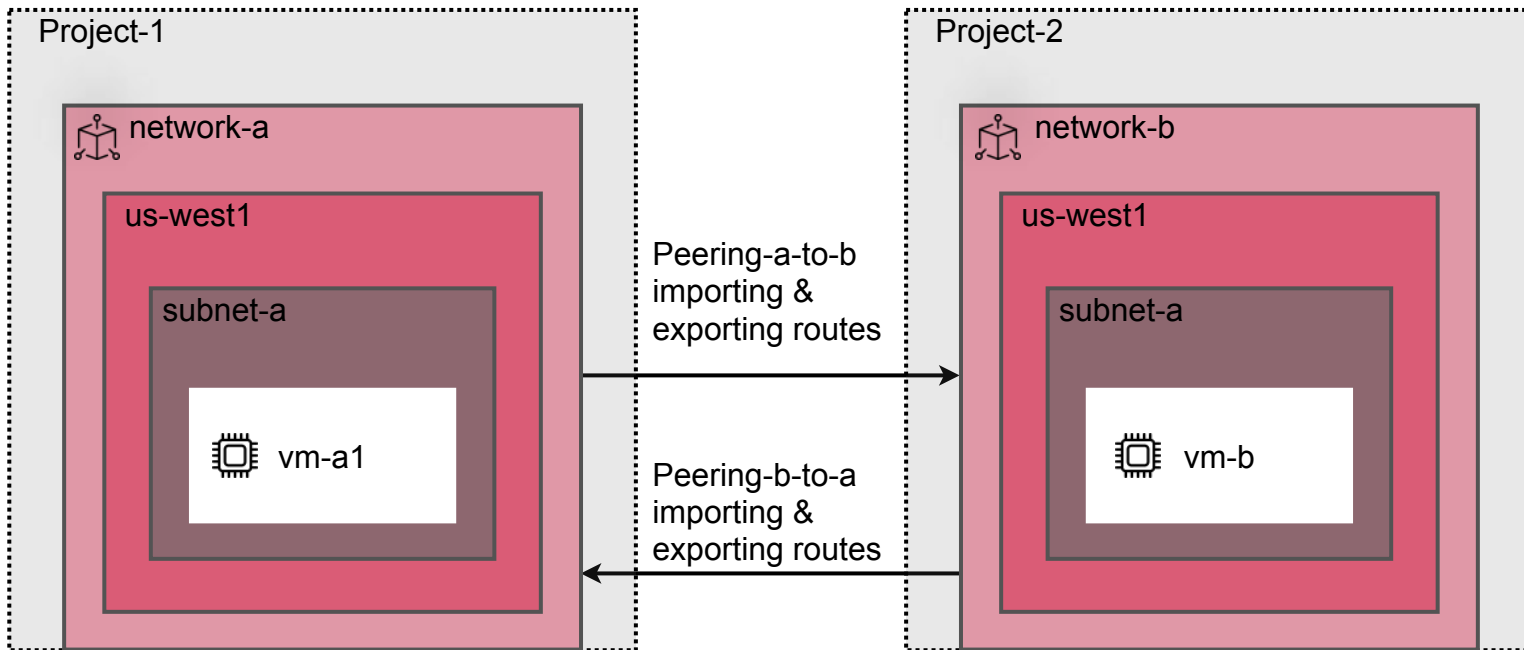 Project-1
network-a
us-west1
subnet-a
vm-a1
Peering-a-to-b
importing &
exporting routes
Peering-b-to-a
importing &
exporting routes
Project-2
network-b
us-west1
subnet-a
vm-b